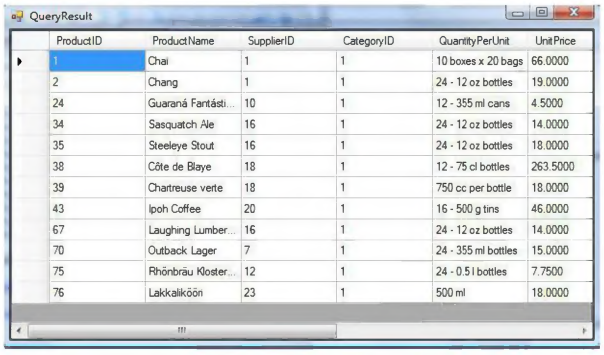 QueryResult
ProductID ProductName SupplierID CategoryID QuantityPerUnit UnitPrice
1 Chai 1 1 10 boxes x 20 bags 66.0000
2 Chang 1 1 24 - 12 oz bottles 19.0000
24 Guaraná Fantásti... 10 1 12 - 355 ml cans 4.5000
34 Sasquatch Ale 16 1 24 - 12 oz bottles 14.0000
35 Steeleye Stout 16 1 24 - 12 oz bottles 18.0000
38 Côte de Blaye 18 1 12 - 75 cl bottles 263.5000
39 Chartreuse verte 18 1 750 cc per bottle 18.0000
43 Ipoh Coffee 20 1 16 - 500 g tins 46.0000
67 Laughing Lumber... 16 1 24 - 12 oz bottles 14.0000
70 Outback Lager 7 1 24 - 355 ml bottles 15.0000
75 Rhönbräu Kloster... 12 1 24 - 0.5 l bottles 7.7500
76 Lakkalikööri 23 1 500 ml 18.0000